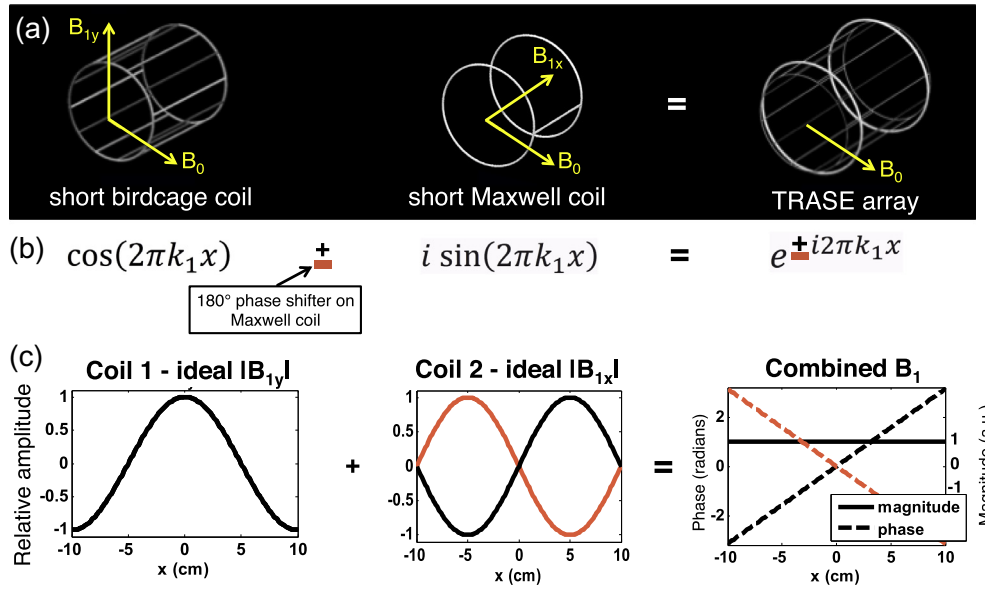 (a)
B1y
B0
short birdcage coil
B1x
B0
short Maxwell coil
=
B0
TRASE array
(b)
cos(2πk₁x)
±
i sin(2πk₁x)
=
e^±i2πk₁x
180° phase shifter on
Maxwell coil
(c)
Coil 1 - ideal |B1y|
Relative amplitude
1
0.5
0
-0.5
-1
-10
-5
0
5
10
x (cm)
+
Coil 2 - ideal |B1x|
1
0.5
0
-0.5
-1
-10
-5
0
5
10
x (cm)
=
Combined B1
Phase (radians)
2
0
-2
1
0
-1
magnitude
phase
-10
-5
0
5
10
x (cm)